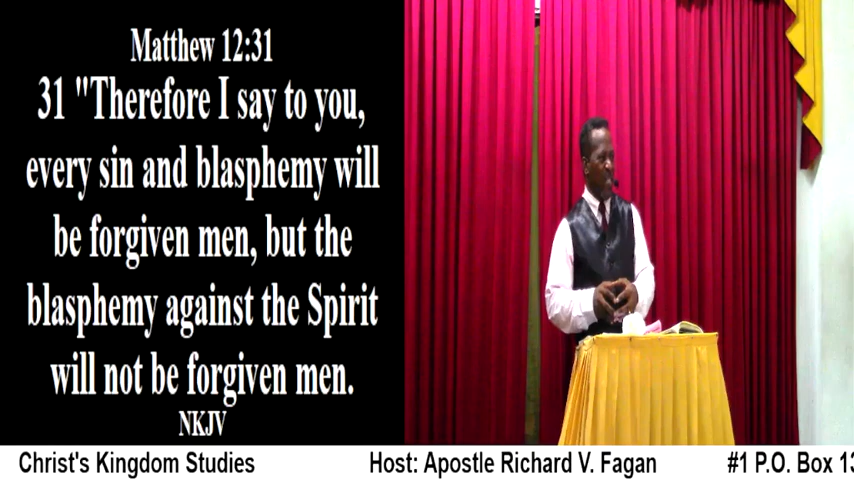 Matthew 12:31
31 "Therefore I say to you,
every sin and blasphemy will
be forgiven men, but the
blasphemy against the Spirit
will not be forgiven men.
NKJV
Christ's Kingdom Studies Host: Apostle Richard V. Fagan #1 P.O. Box